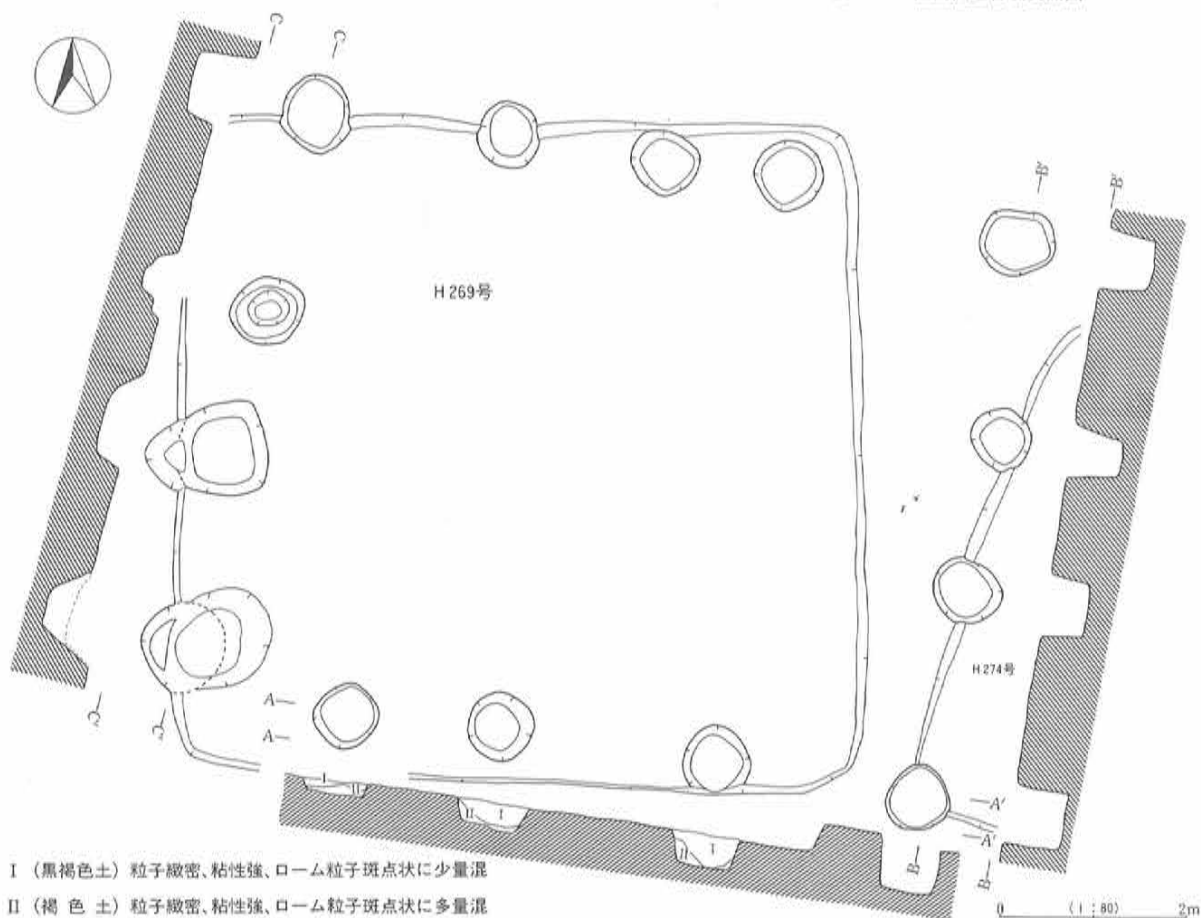 C
C
B'
B'
H 269号
H 274号
A
A
C'
C'
A'
A'
B
B
I
II
II
I
II
I
I (黒褐色土) 粒子緻密、粘性強、ローム粒子斑点状に少量混
II (褐 色 土) 粒子緻密、粘性強、ローム粒子斑点状に多量混
0 (1:80) 2m